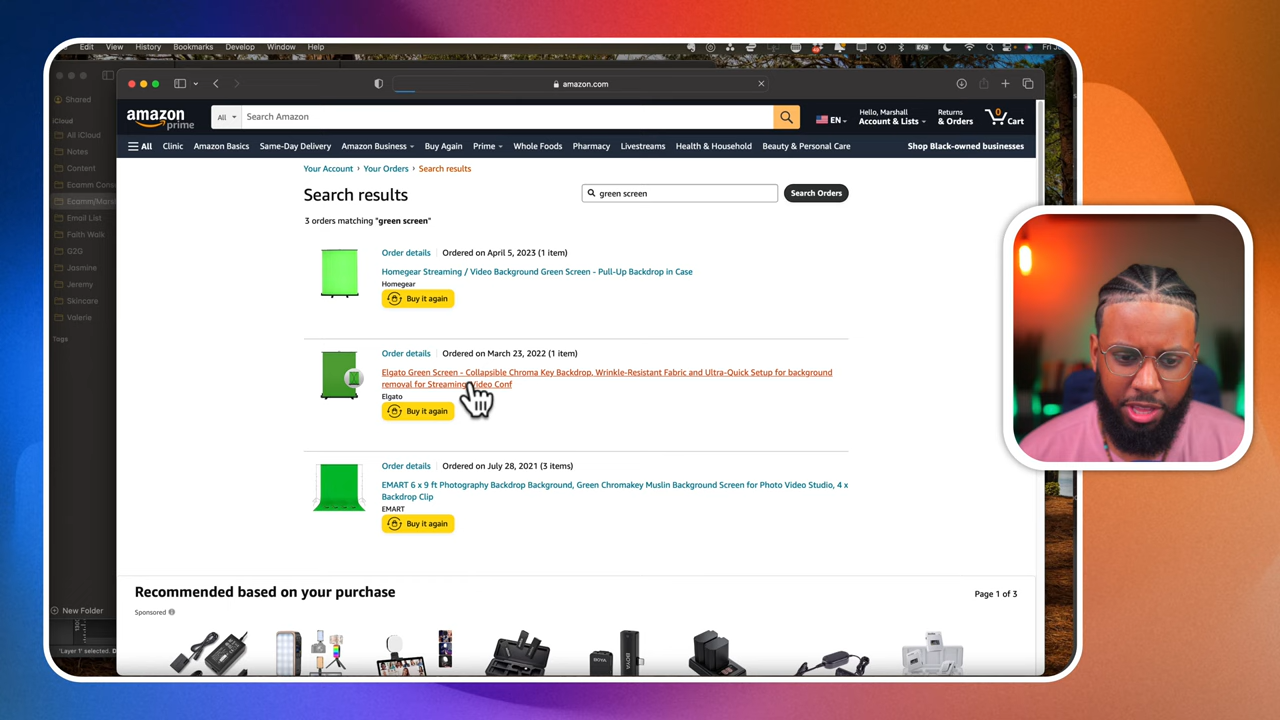 Edit View History Bookmarks Develop Window Help
Fri
amazon.com
Shared
iCloud
All iCloud
Notes
Content
Ecamm Cons
Ecamm/Mars
Email List
Faith Walk
G2G
Jasmine
Jeremy
Skincare
Valerie
Tags
New Folder
'Layer 1' selected.
amazon prime
All
Search Amazon
EN
Hello, Marshall
Account & Lists
Returns
& Orders
0
Cart
All Clinic Amazon Basics Same-Day Delivery Amazon Business Buy Again Prime Whole Foods Pharmacy Livestreams Health & Household Beauty & Personal Care Shop Black-owned businesses
Your Account › Your Orders › Search results
Search results
green screen
Search Orders
3 orders matching "green screen"
Order details Ordered on April 5, 2023 (1 item)
Homegear Streaming / Video Background Green Screen - Pull-Up Backdrop in Case
Homegear
Buy it again
Order details Ordered on March 23, 2022 (1 item)
Elgato Green Screen - Collapsible Chroma Key Backdrop, Wrinkle-Resistant Fabric and Ultra-Quick Setup for background
removal for Streaming, Video Conf
Elgato
Buy it again
Order details Ordered on July 28, 2021 (3 items)
EMART 6 x 9 ft Photography Backdrop Background, Green Chromakey Muslin Background Screen for Photo Video Studio, 4 x
Backdrop Clip
EMART
Buy it again
Recommended based on your purchase
Page 1 of 3
Sponsored